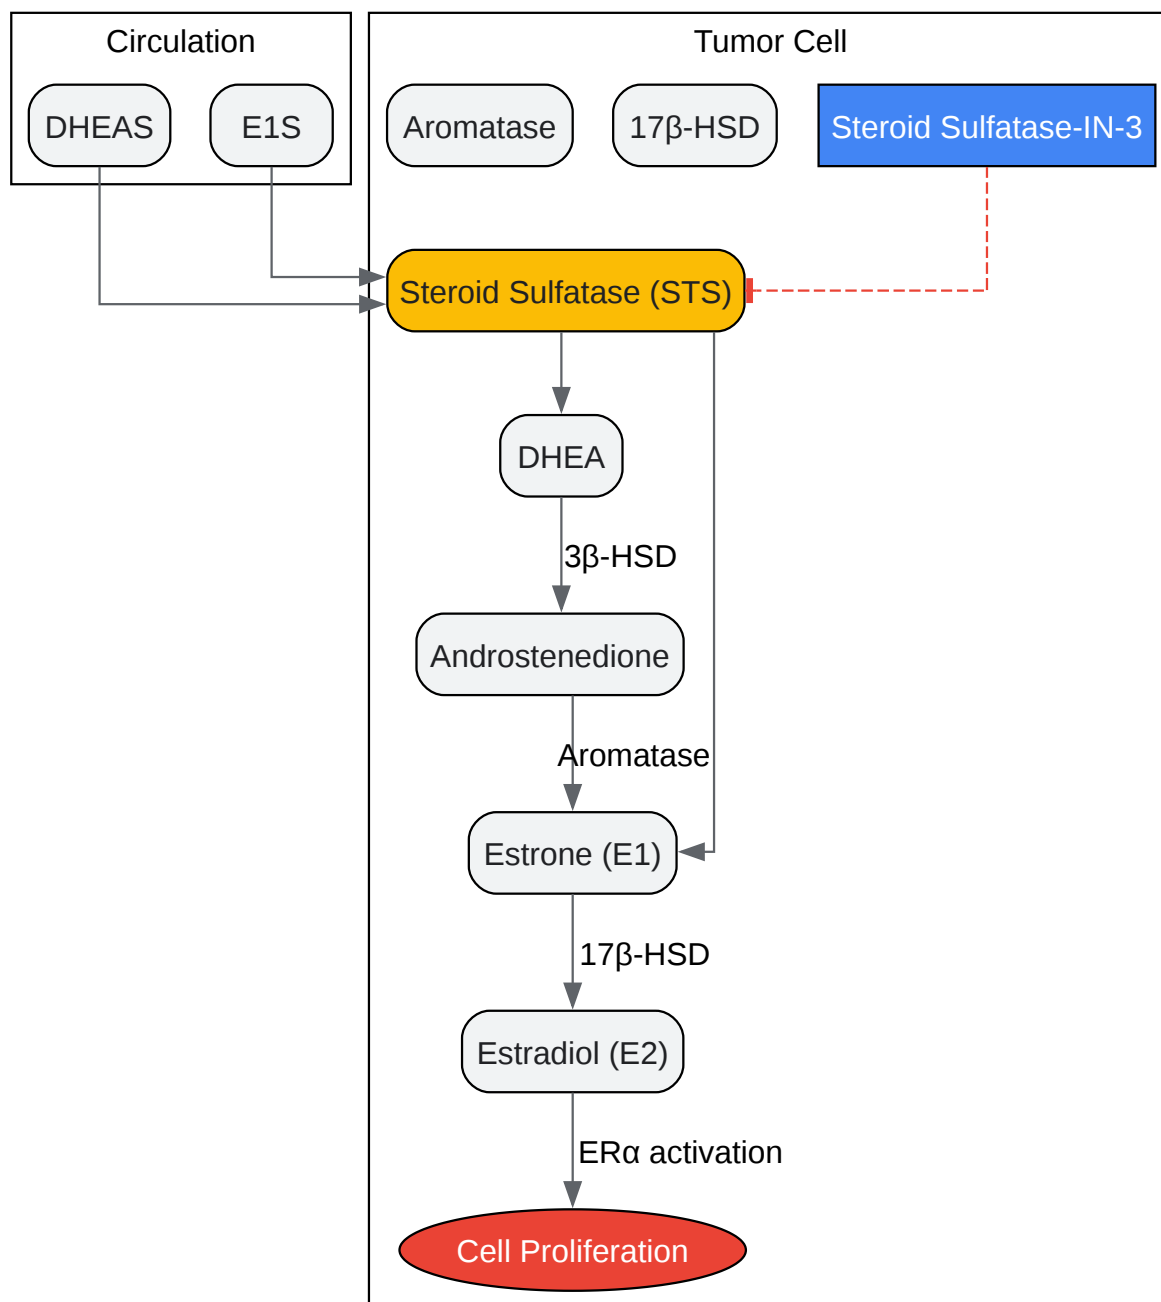 Circulation
Tumor Cell
DHEAS
E1S
Aromatase
17β-HSD
Steroid Sulfatase-IN-3
Steroid Sulfatase (STS)
DHEA
3β-HSD
Androstenedione
Aromatase
Estrone (E1)
17β-HSD
Estradiol (E2)
ERα activation
Cell Proliferation